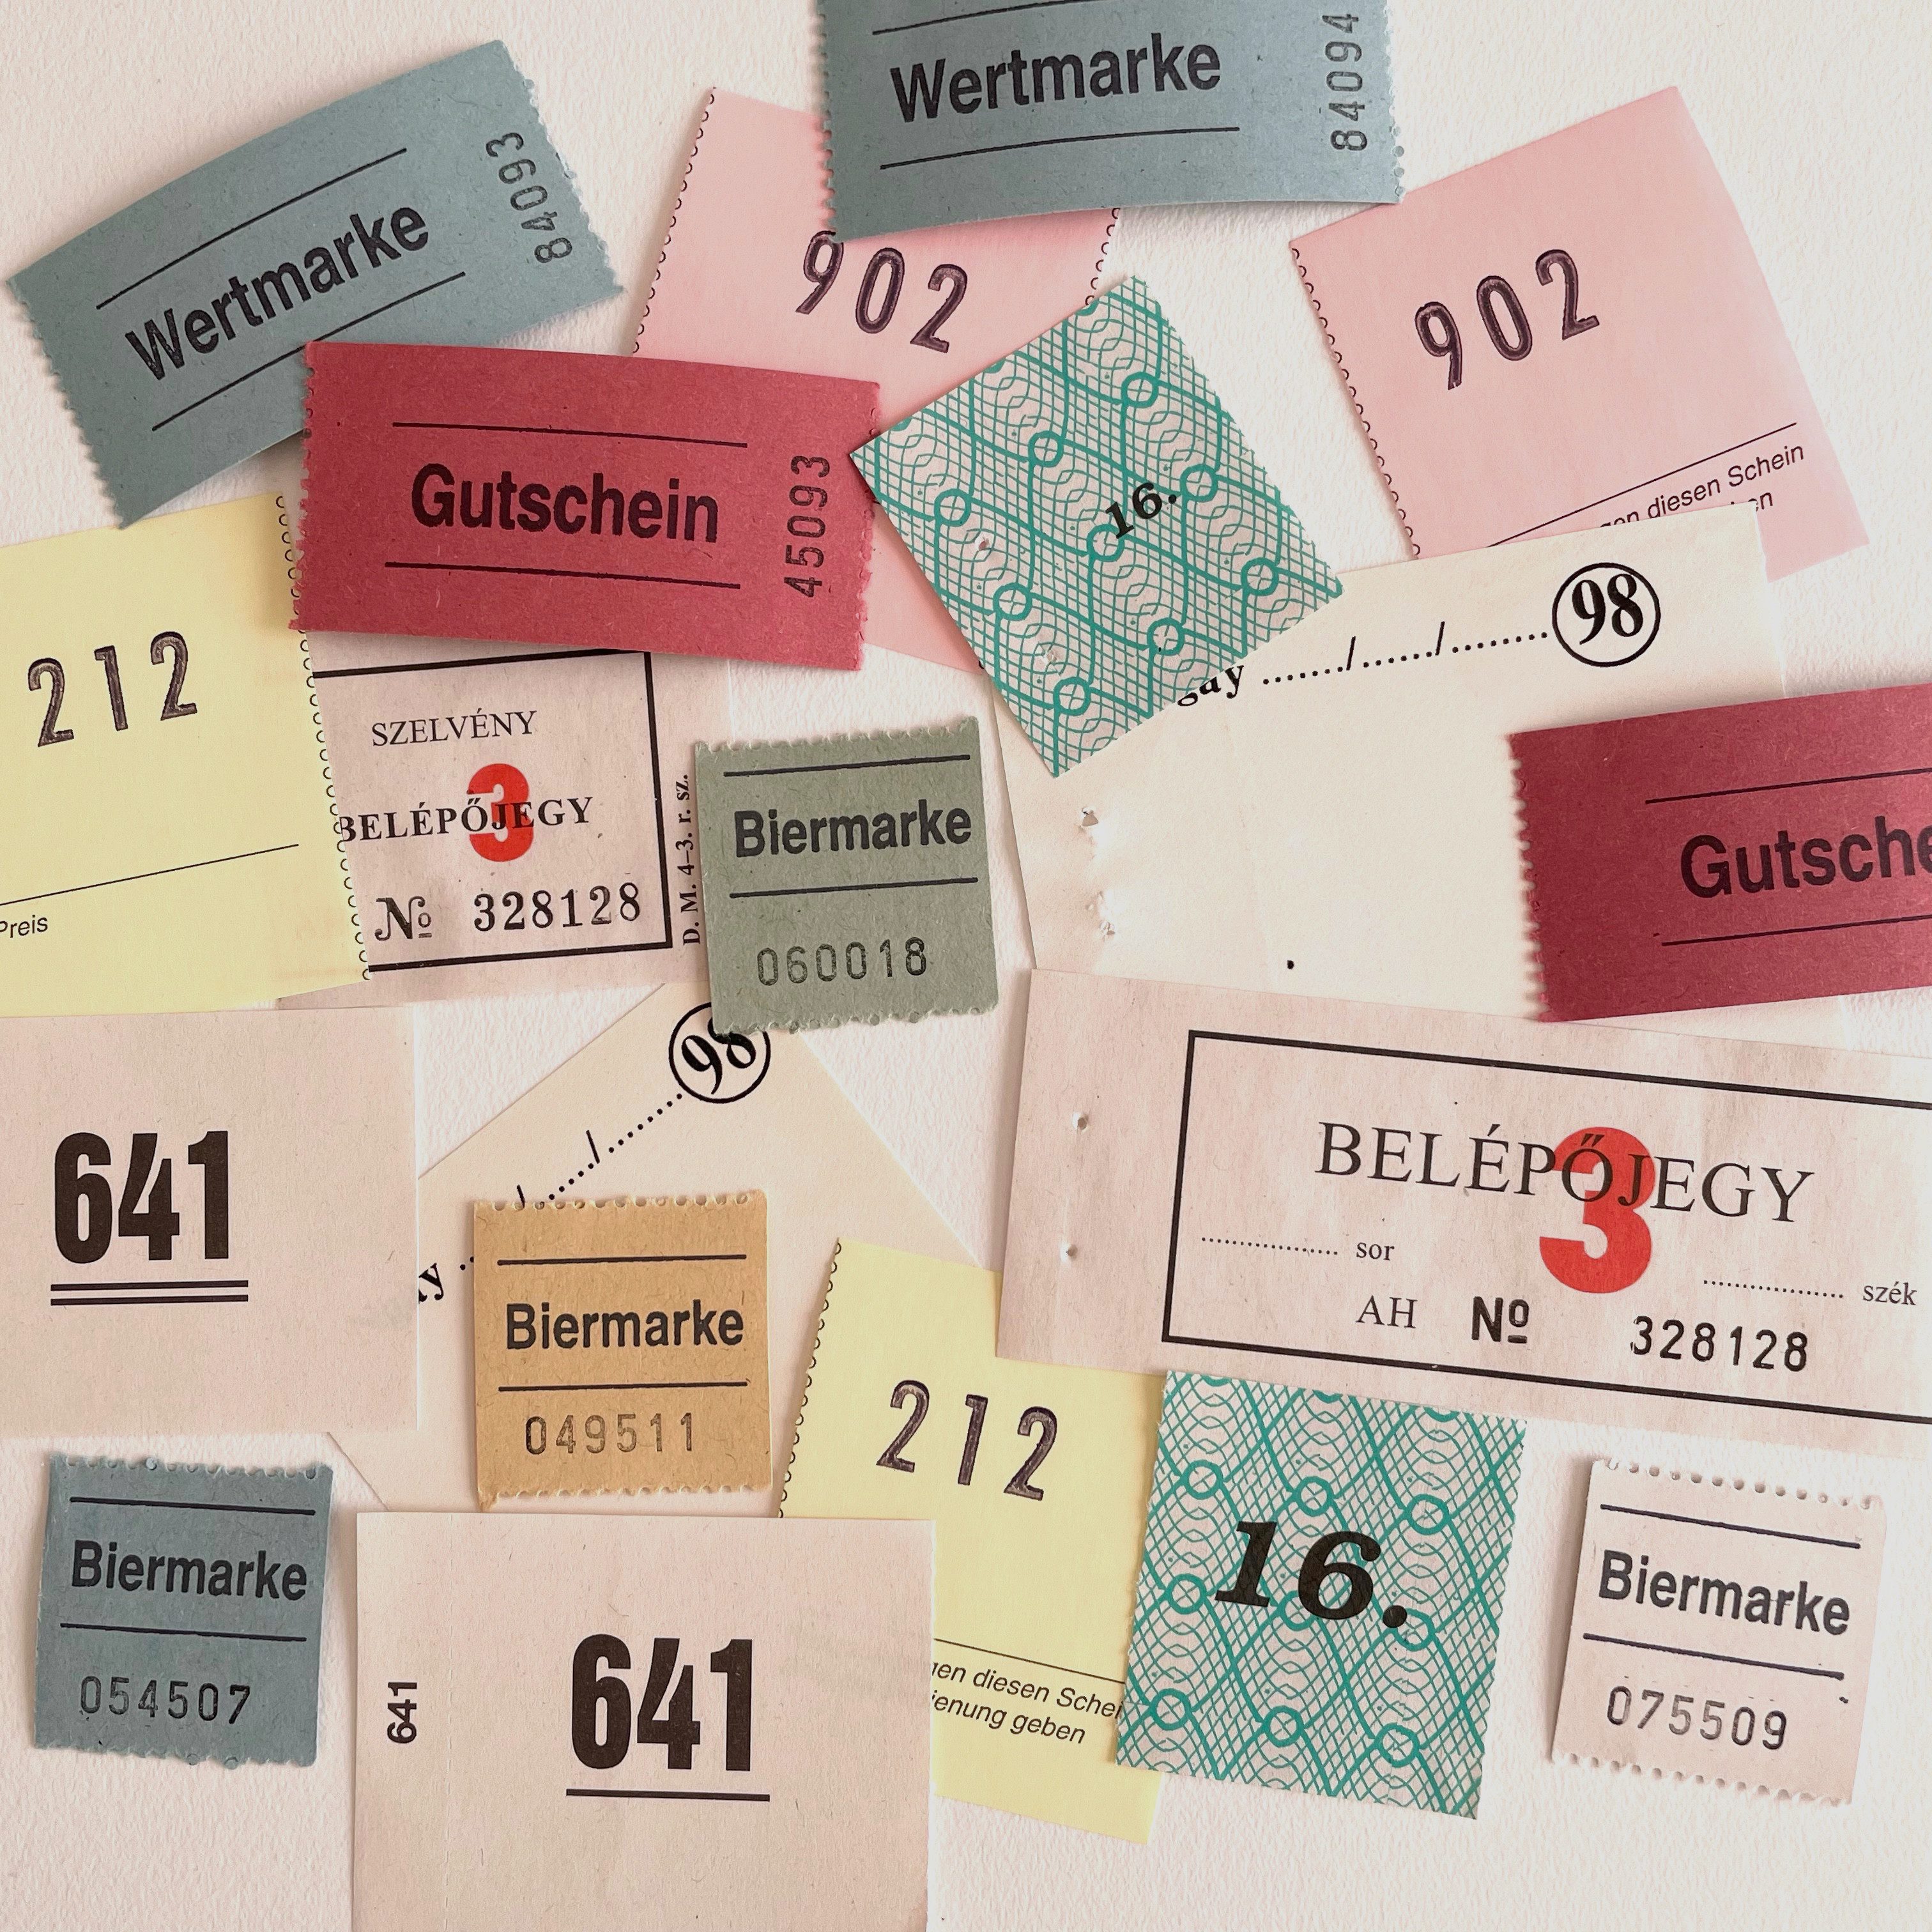 Wertmarke
84094
Wertmarke
84093
902
902
diesen Schein
Gutschein
45093
16.
98
212
Preis
SZELVÉNY
3
BELÉPŐJEGY
№ 328128
D. M. 4–3. r. sz.
Biermarke
060018
98
641
Biermarke
049511
BELÉPŐJEGY
3
sor
szék
AH № 328128
212
diesen
geben
16.
Biermarke
054507
641
641
Biermarke
075509